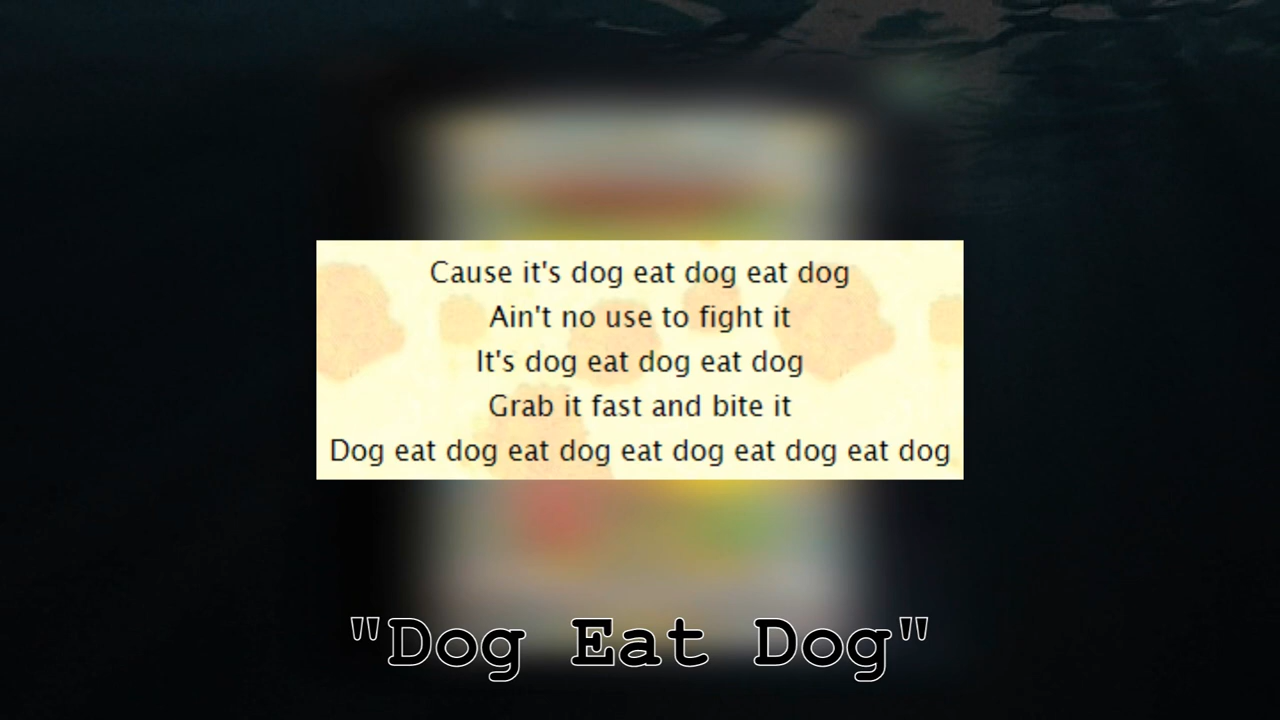 Cause it's dog eat dog eat dog
Ain't no use to fight it
It's dog eat dog eat dog
Grab it fast and bite it
Dog eat dog eat dog eat dog eat dog eat dog
"Dog Eat Dog"